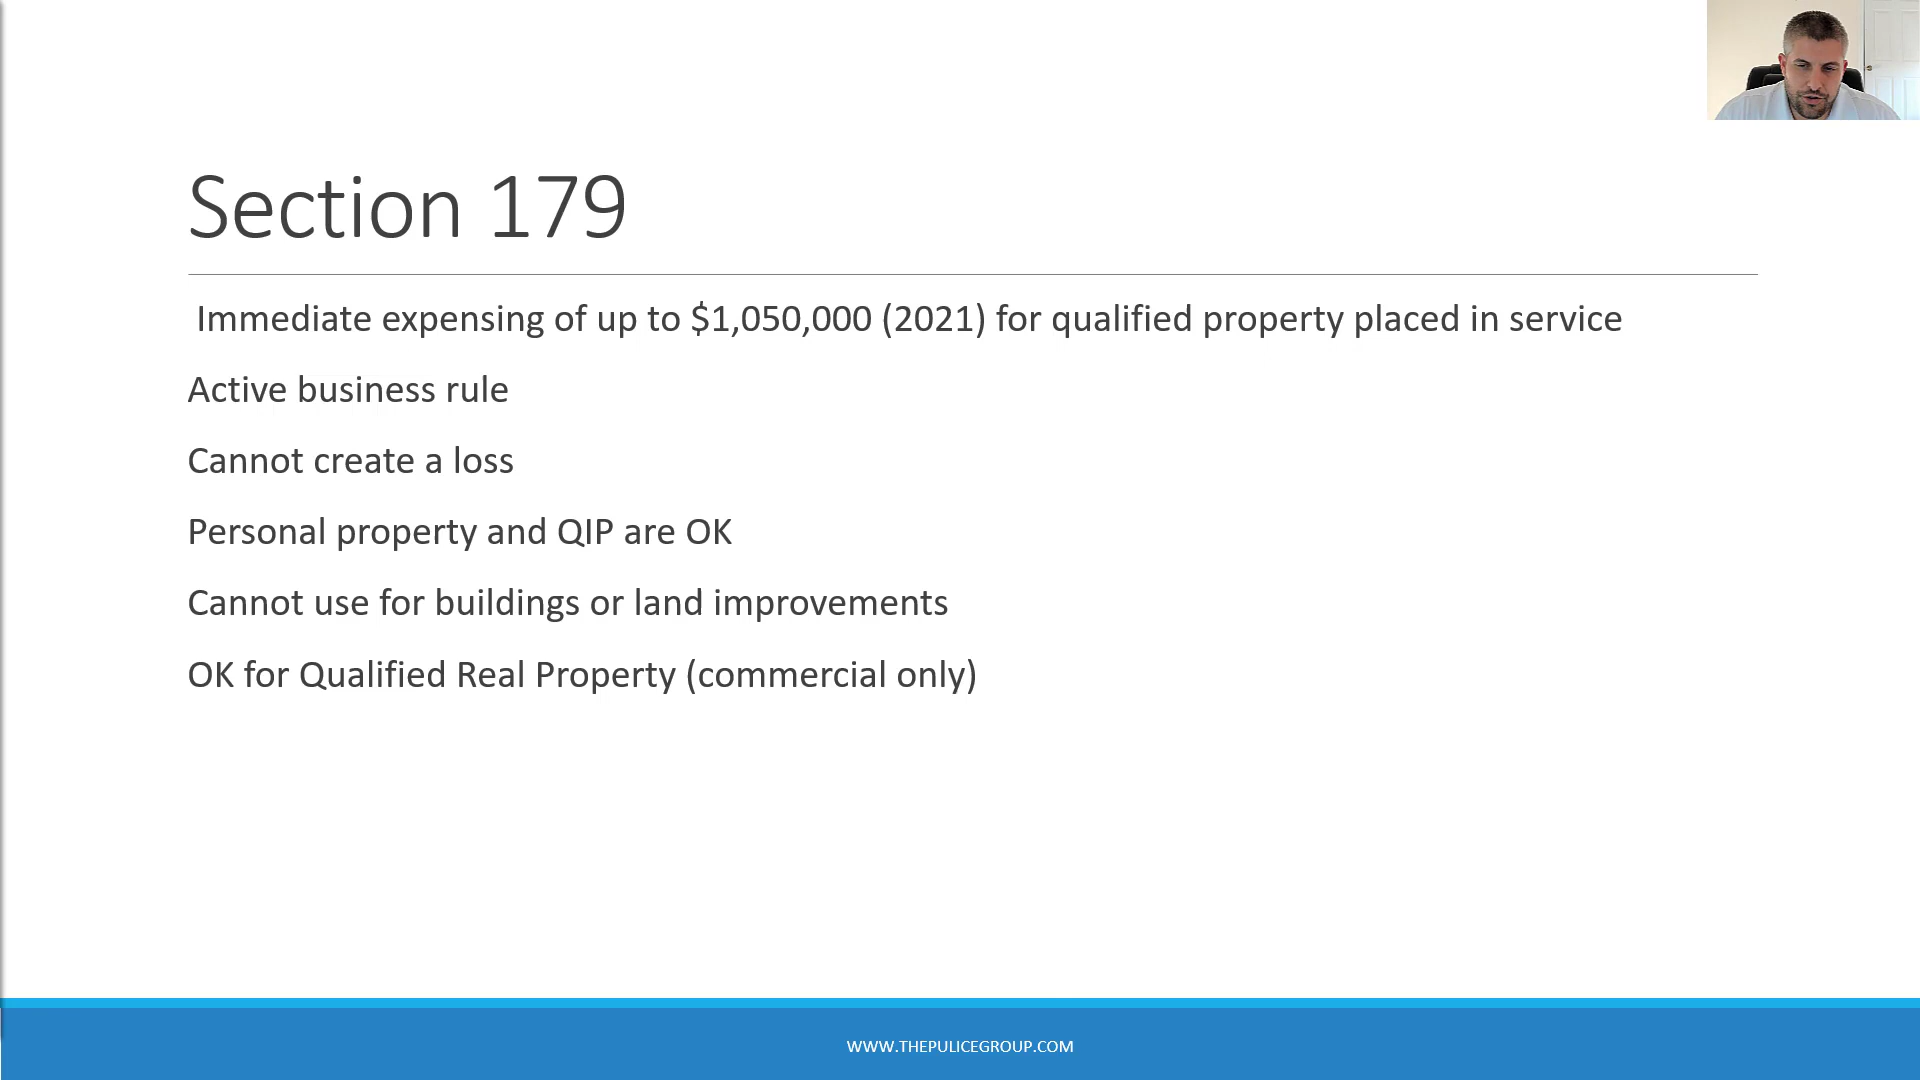 Section 179
Immediate expensing of up to $1,050,000 (2021) for qualified property placed in service
Active business rule
Cannot create a loss
Personal property and QIP are OK
Cannot use for buildings or land improvements
OK for Qualified Real Property (commercial only)
WWW.THEPULICEGROUP.COM